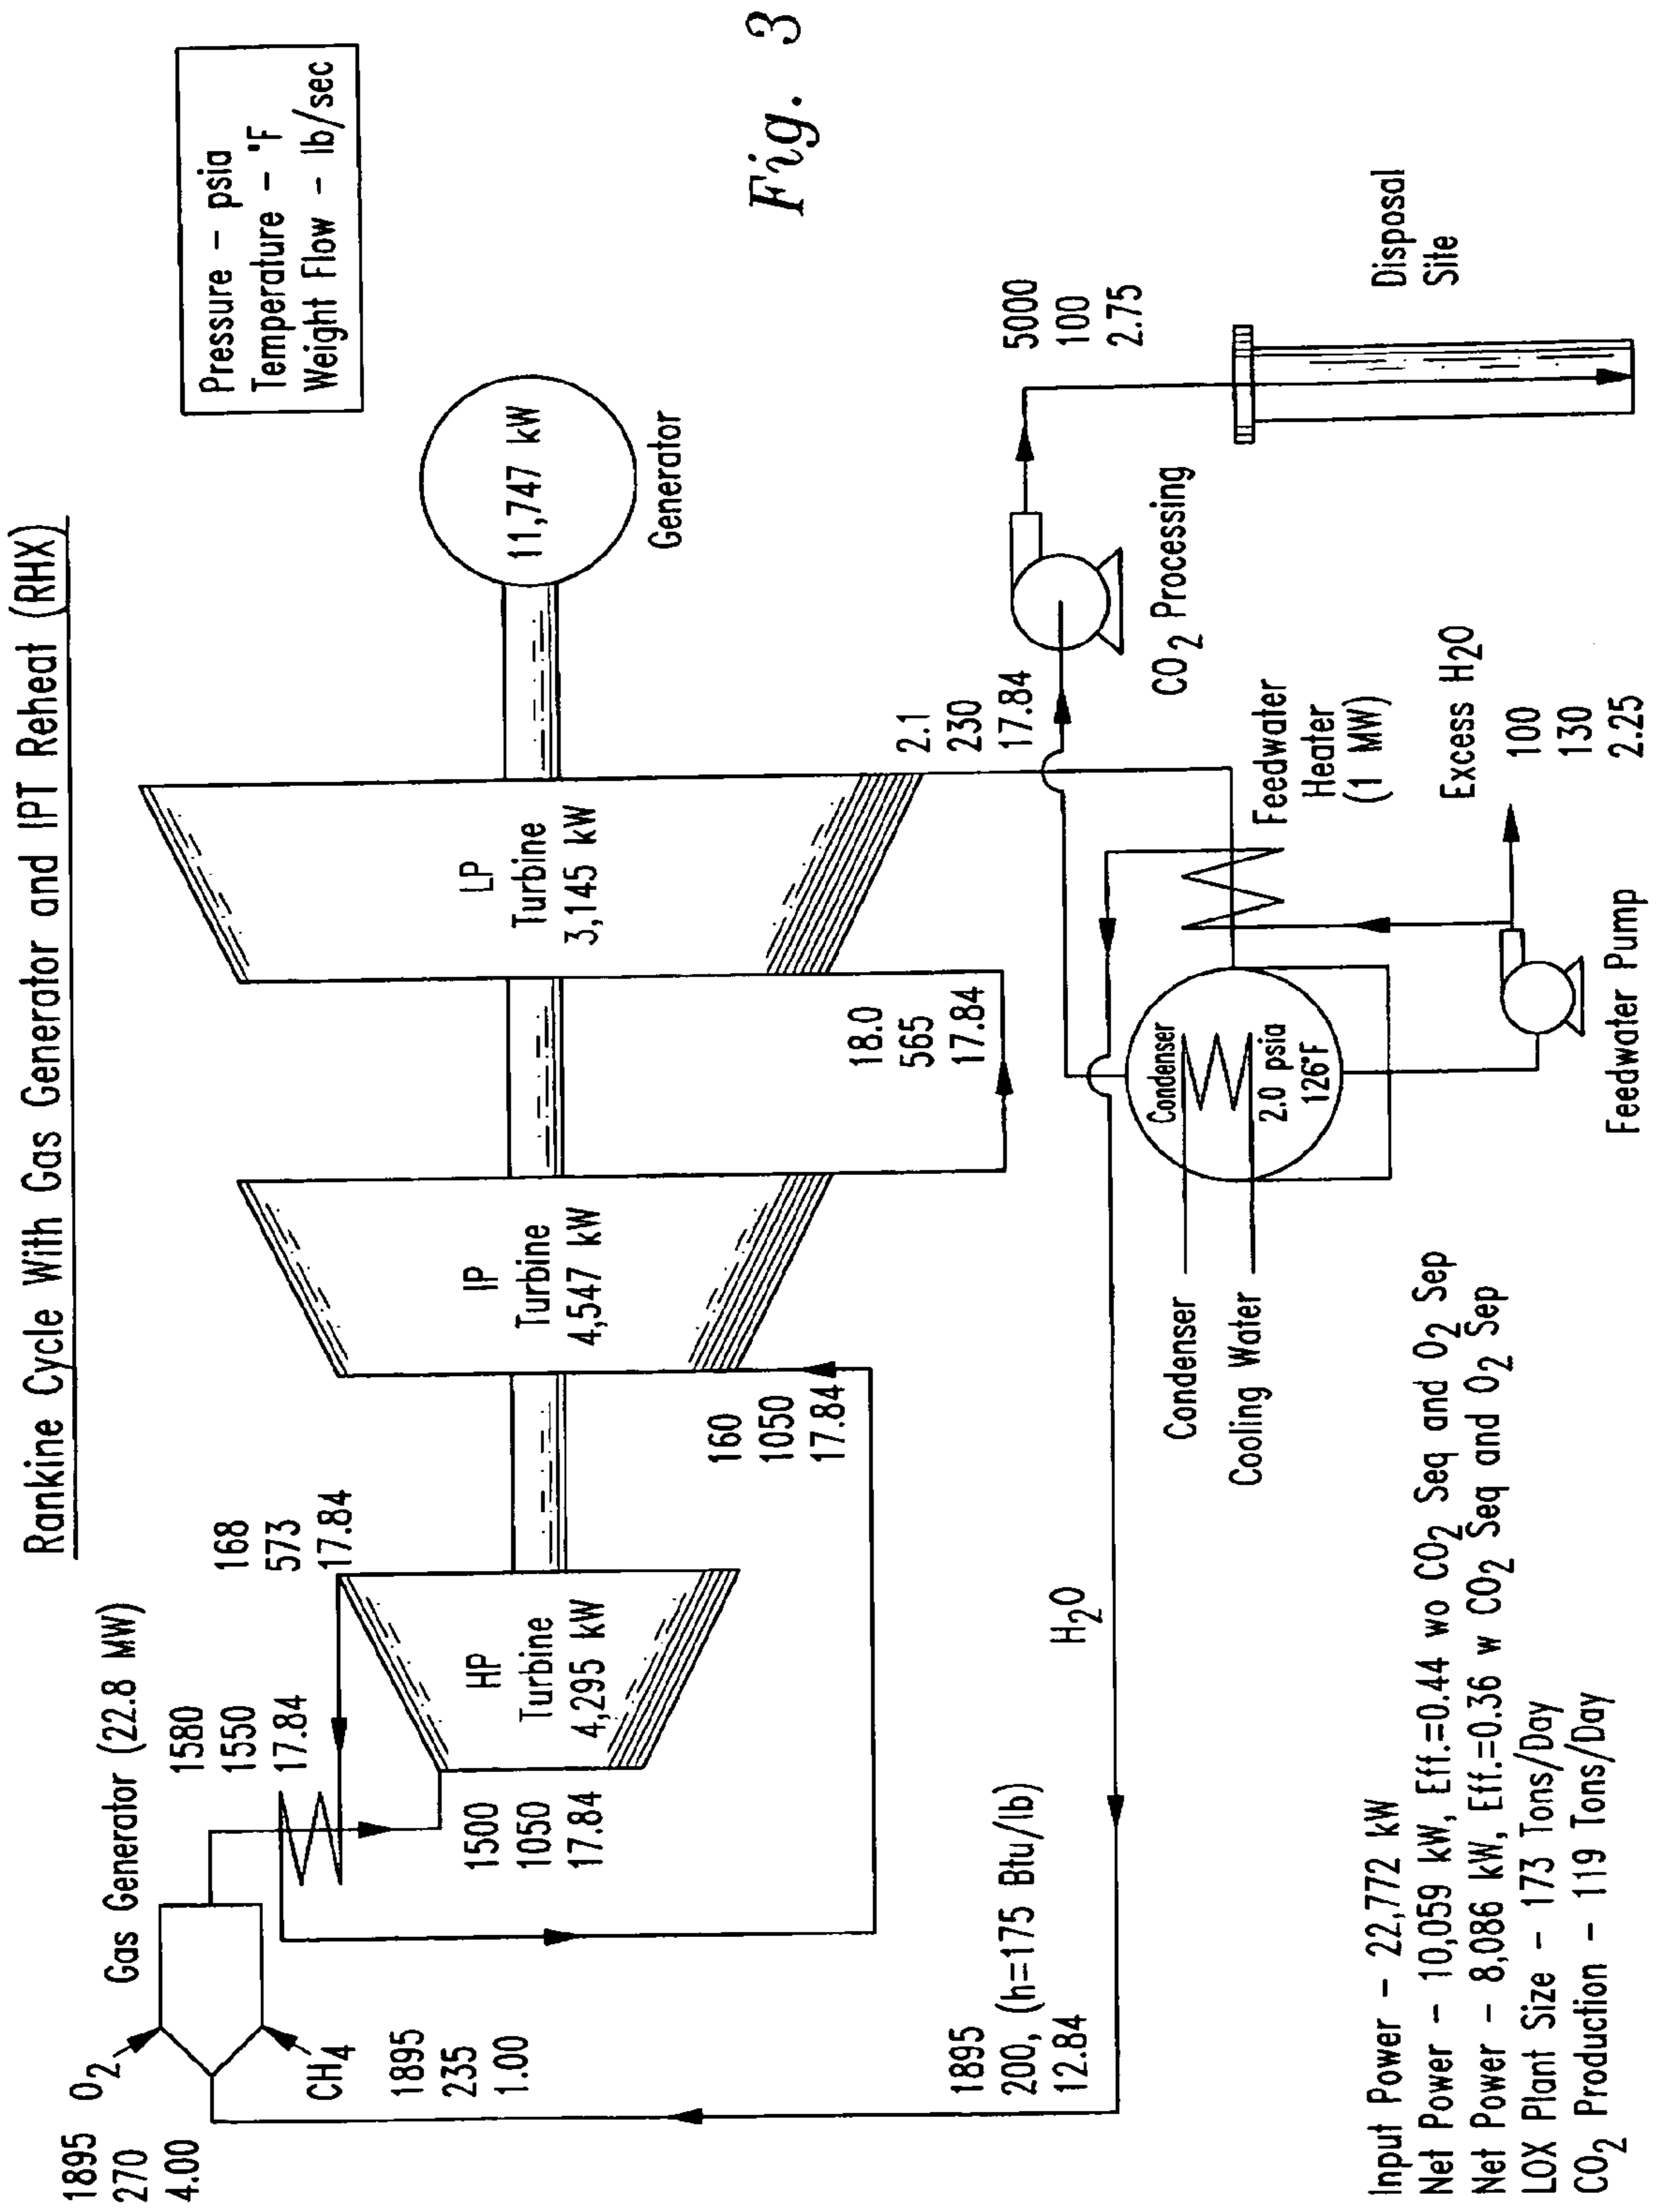 Rankine Cycle With Gas Generator and IPT Reheat (RHX)
Pressure – psia
Temperature – °F
Weight Flow – lb/sec
1895
270
4.00
O2
Gas Generator (22.8 MW)
CH4
1895
235
1.00
1580
1550
17.84
168
573
17.84
HP
Turbine
4,295 kW
1500
1050
17.84
IP
Turbine
4,547 kW
160
1050
17.84
LP
Turbine
3,145 kW
18.0
565
17.84
11,747 kW
Generator
2.1
230
17.84
Fig. 3
5000
100
2.75
CO2 Processing
Disposal
Site
Feedwater
Heater
(1 MW)
Excess H2O
100
130
2.25
Feedwater Pump
Condenser
2.0 psia
126°F
Condenser
Cooling Water
H2O
1895
200, (h=175 Btu/lb)
12.84
Input Power – 22,772 kW
Net Power – 10,059 kW, Eff.=0.44 wo CO2 Seq and O2 Sep
Net Power – 8,086 kW, Eff.=0.36 w CO2 Seq and O2 Sep
LOX Plant Size – 173 Tons/Day
CO2 Production – 119 Tons/Day